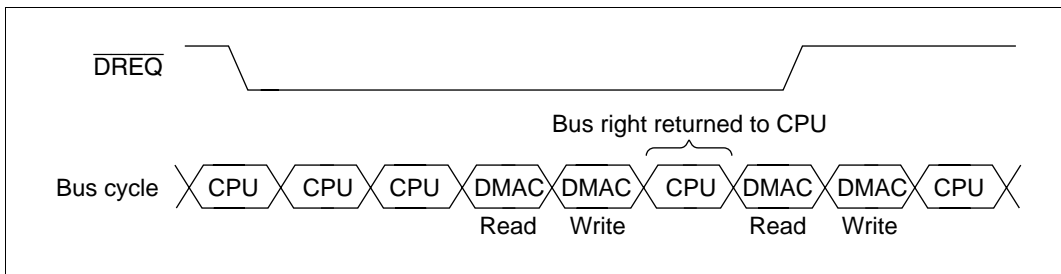 DREQ
Bus right returned to CPU
Bus cycle CPU CPU CPU DMAC DMAC CPU DMAC DMAC CPU
Read Write Read Write